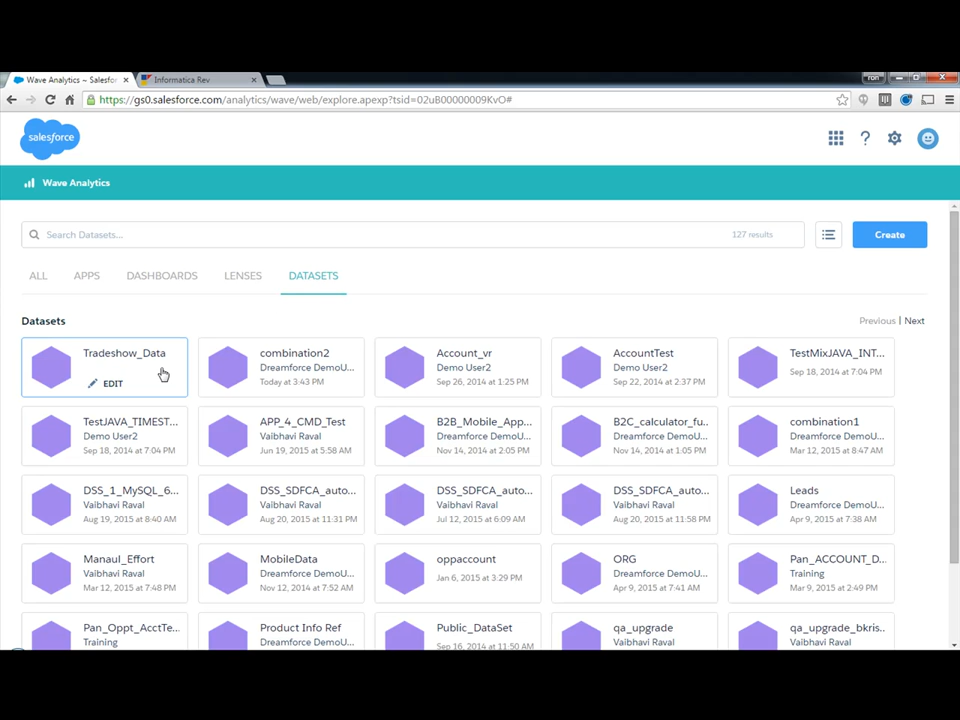 Wave Analytics – Salesfor
Informatica Rev
ron
https://gs0.salesforce.com/analytics/wave/web/explore.apexp?tsid=02uB00000009KvO#
salesforce
Wave Analytics
Search Datasets...
127 results
Create
ALL
APPS
DASHBOARDS
LENSES
DATASETS
Datasets
Previous | Next
Tradeshow_Data
EDIT
combination2
Dreamforce DemoU...
Today at 3:43 PM
Account_vr
Demo User2
Sep 26, 2014 at 1:25 PM
AccountTest
Demo User2
Sep 22, 2014 at 2:37 PM
TestMixJAVA_INT...
Sep 18, 2014 at 7:04 PM
TestJAVA_TIMEST...
Demo User2
Sep 18, 2014 at 7:04 PM
APP_4_CMD_Test
Vaibhavi Raval
Jun 19, 2015 at 5:58 AM
B2B_Mobile_App...
Dreamforce DemoU...
Nov 14, 2014 at 2:05 PM
B2C_calculator_fu...
Dreamforce DemoU...
Nov 14, 2014 at 1:05 PM
combination1
Dreamforce DemoU...
Mar 12, 2015 at 8:47 AM
DSS_1_MySQL_6...
Vaibhavi Raval
Aug 19, 2015 at 8:40 AM
DSS_SDFCA_auto...
Vaibhavi Raval
Aug 20, 2015 at 11:31 PM
DSS_SDFCA_auto...
Vaibhavi Raval
Jul 12, 2015 at 6:09 AM
DSS_SDFCA_auto...
Vaibhavi Raval
Aug 20, 2015 at 11:58 PM
Leads
Dreamforce DemoU...
Apr 9, 2015 at 7:38 AM
Manaul_Effort
Vaibhavi Raval
Mar 12, 2015 at 7:48 PM
MobileData
Dreamforce DemoU...
Nov 12, 2014 at 7:52 AM
oppaccount
Jan 6, 2015 at 3:29 PM
ORG
Dreamforce DemoU...
Apr 9, 2015 at 7:41 AM
Pan_ACCOUNT_D...
Training
Mar 9, 2015 at 2:49 PM
Pan_Oppt_AcctTe...
Training
Product Info Ref
Dreamforce DemoU...
Public_DataSet
Sep 16, 2014 at 11:50 AM
qa_upgrade
Vaibhavi Raval
qa_upgrade_bkris..
Vaibhavi Raval